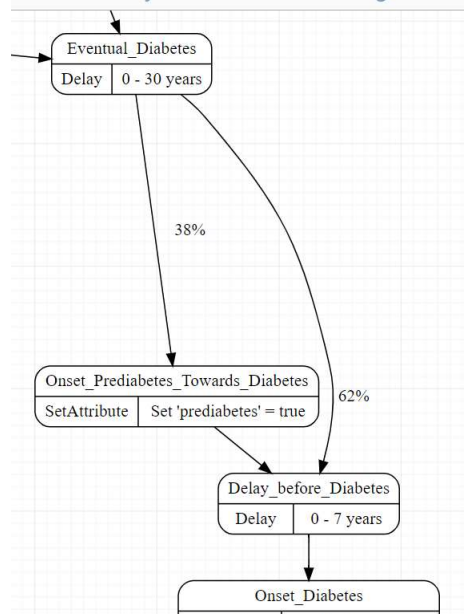 Eventual_Diabetes
Delay 0 - 30 years
38%
Onset_Prediabetes_Towards_Diabetes
62%
SetAttribute Set 'prediabetes' = true
Delay_before_Diabetes
Delay 0 - 7 years
Onset_Diabetes